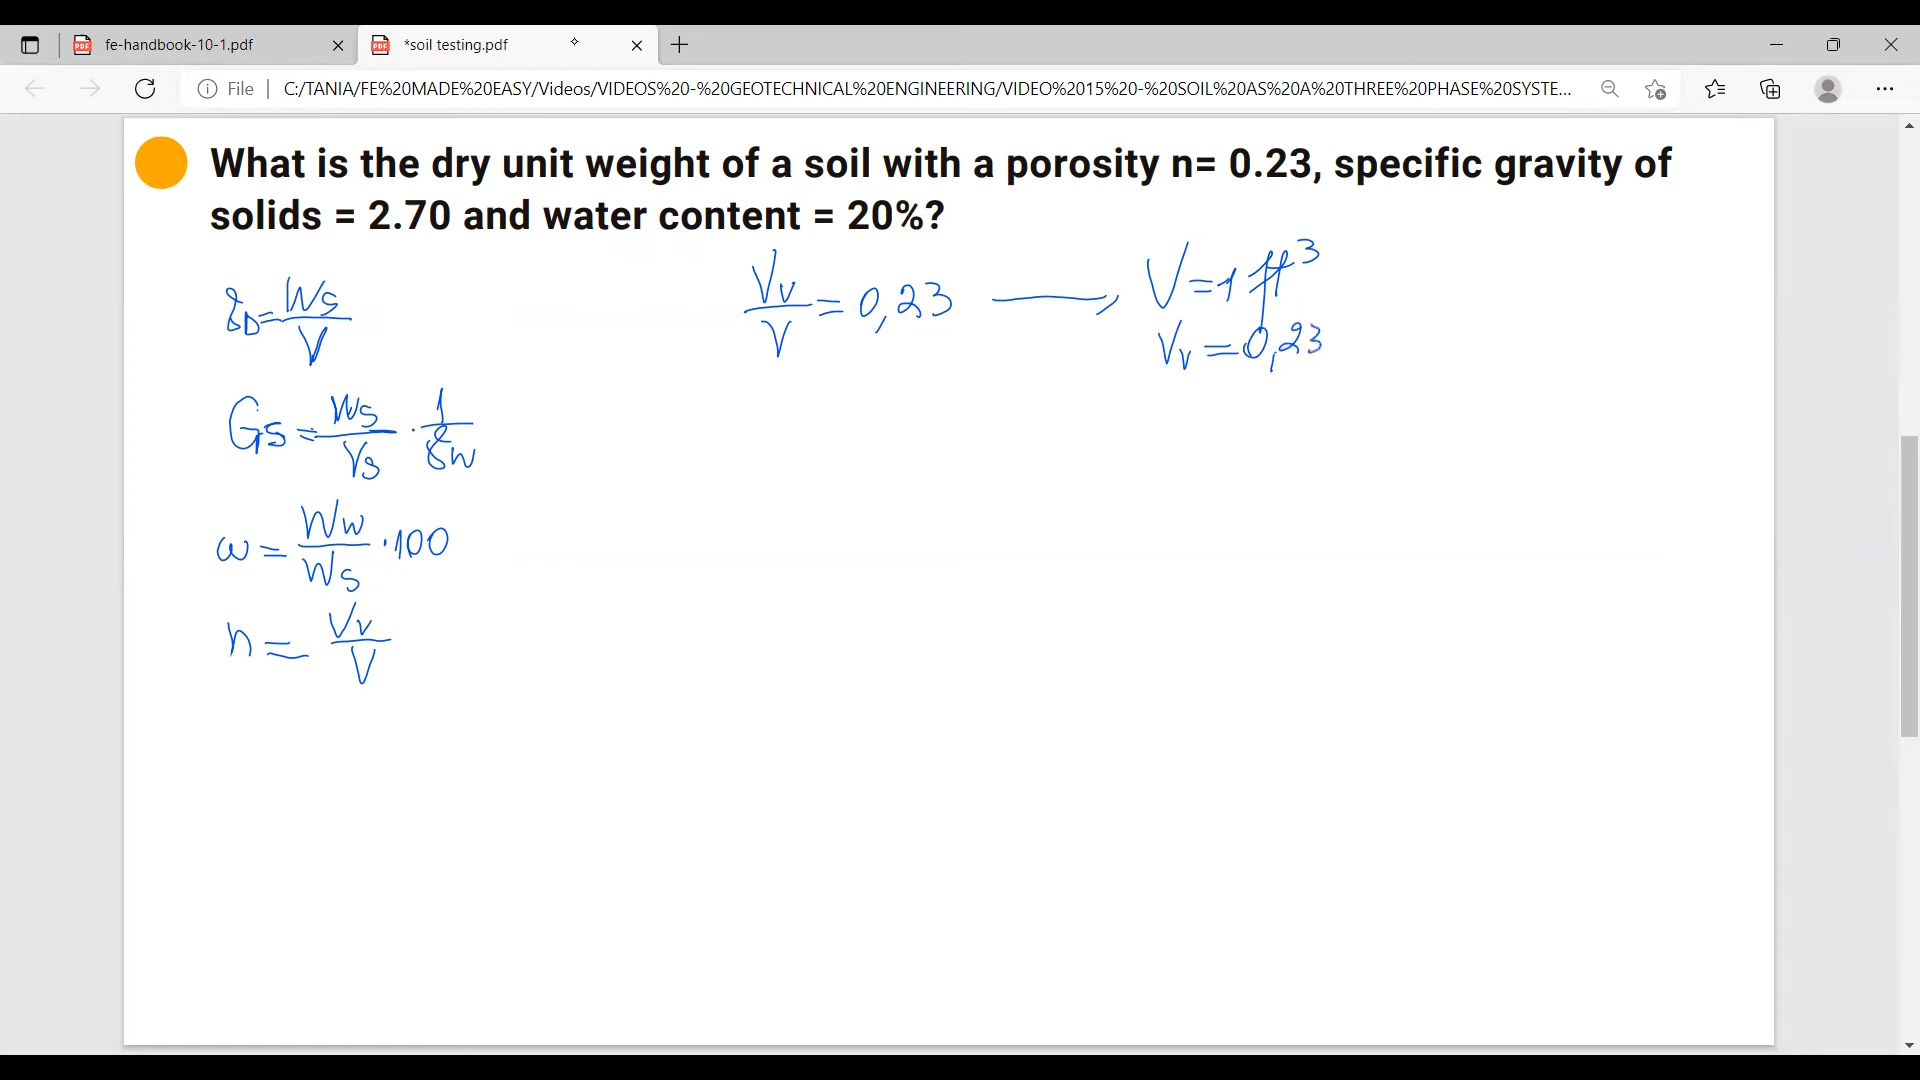 fe-handbook-10-1.pdf
*soil testing.pdf
File
C:/TANIA/FE%20MADE%20EASY/Videos/VIDEOS%20-%20GEOTECHNICAL%20ENGINEERING/VIDEO%2015%20-%20SOIL%20AS%20A%20THREE%20PHASE%20SYSTE...
What is the dry unit weight of a soil with a porosity n= 0.23, specific gravity of
solids = 2.70 and water content = 20%?
γD = Ws/V
Vv/V = 0,23 → V = 1 ft³
Vv = 0,23
Gs = Ws/Vs · 1/γw
ω = Ww/Ws · 100
n = Vv/V